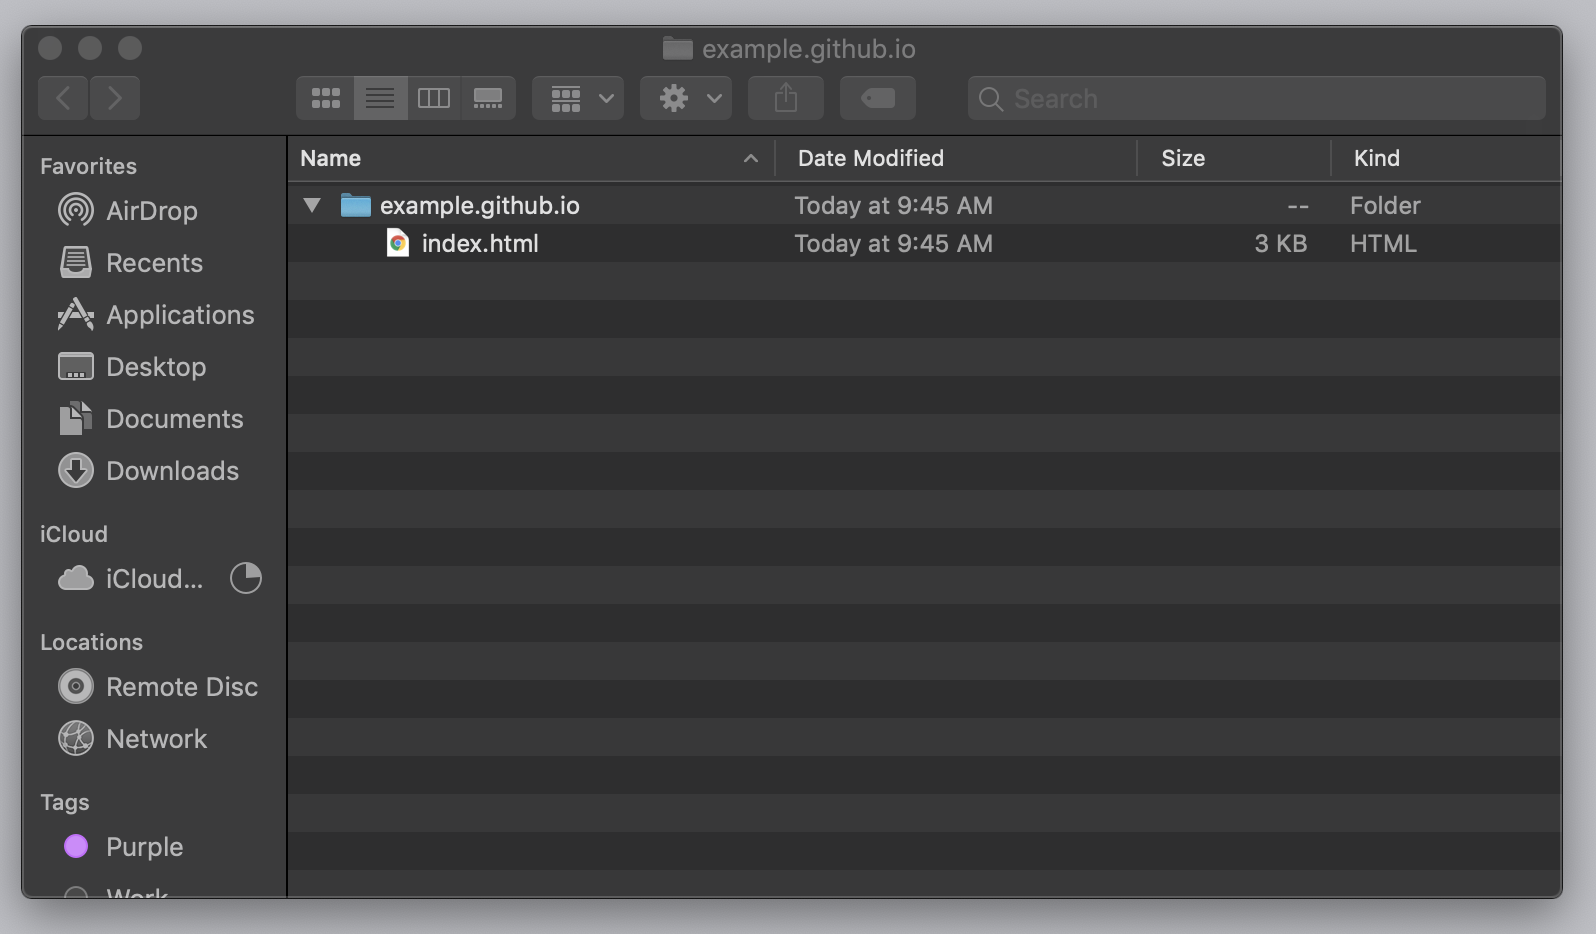 example.github.io
Search
Favorites
AirDrop
Recents
Applications
Desktop
Documents
Downloads
iCloud
iCloud...
Locations
Remote Disc
Network
Tags
Purple
Work
Name Date Modified Size Kind
example.github.io Today at 9:45 AM -- Folder
index.html Today at 9:45 AM 3 KB HTML